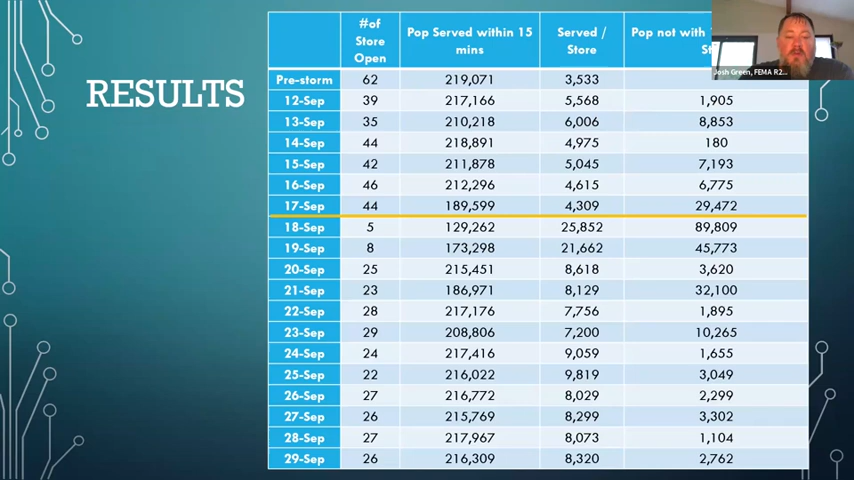 RESULTS
#of
Store
Open
Pop Served within 15
mins
Served /
Store
Pop not with
Josh Green, FEMA R2...
Pre-storm 62 219,071 3,533
12-Sep 39 217,166 5,568 1,905
13-Sep 35 210,218 6,006 8,853
14-Sep 44 218,891 4,975 180
15-Sep 42 211,878 5,045 7,193
16-Sep 46 212,296 4,615 6,775
17-Sep 44 189,599 4,309 29,472
18-Sep 5 129,262 25,852 89,809
19-Sep 8 173,298 21,662 45,773
20-Sep 25 215,451 8,618 3,620
21-Sep 23 186,971 8,129 32,100
22-Sep 28 217,176 7,756 1,895
23-Sep 29 208,806 7,200 10,265
24-Sep 24 217,416 9,059 1,655
25-Sep 22 216,022 9,819 3,049
26-Sep 27 216,772 8,029 2,299
27-Sep 26 215,769 8,299 3,302
28-Sep 27 217,967 8,073 1,104
29-Sep 26 216,309 8,320 2,762